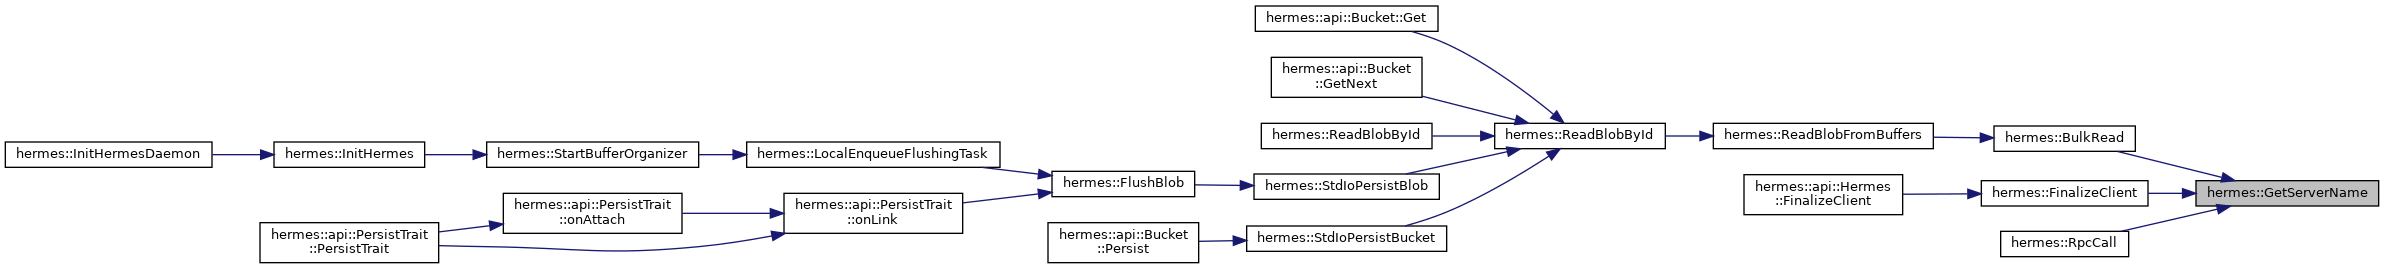 hermes::InitHermesDaemon
hermes::InitHermes
hermes::StartBufferOrganizer
hermes::LocalEnqueueFlushingTask
hermes::api::PersistTrait
::PersistTrait
hermes::api::PersistTrait
::onAttach
hermes::api::PersistTrait
::onLink
hermes::FlushBlob
hermes::api::Bucket
::Persist
hermes::api::Bucket::Get
hermes::api::Bucket
::GetNext
hermes::ReadBlobById
hermes::StdIoPersistBlob
hermes::StdIoPersistBucket
hermes::ReadBlobById
hermes::ReadBlobFromBuffers
hermes::api::Hermes
::FinalizeClient
hermes::BulkRead
hermes::FinalizeClient
hermes::RpcCall
hermes::GetServerName